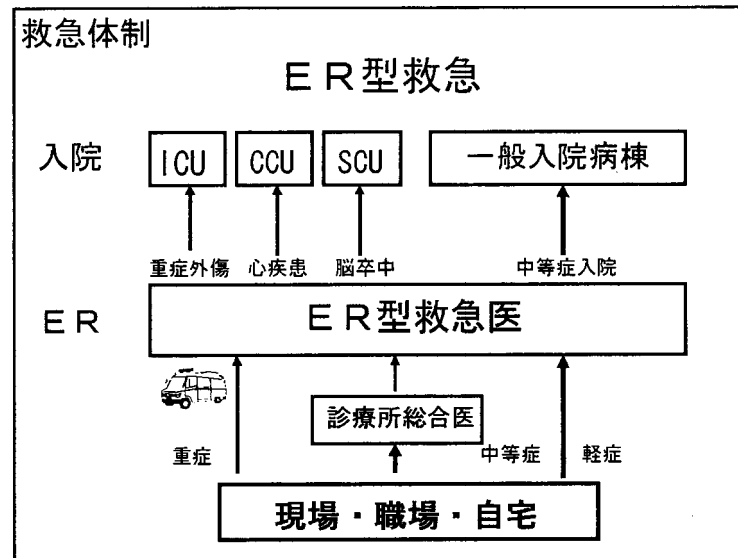 救急体制
ＥＲ型救急
入院
ICU
CCU
SCU
一般入院病棟
重症外傷
心疾患
脳卒中
中等症入院
ＥＲ
ＥＲ型救急医
診療所総合医
重症
中等症
軽症
現場・職場・自宅